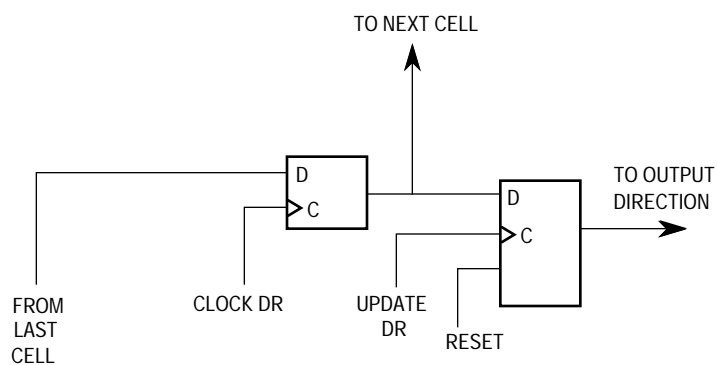 TO NEXT CELL
D
C
D
C
TO OUTPUT
DIRECTION
FROM
LAST
CELL
CLOCK DR
UPDATE
DR
RESET